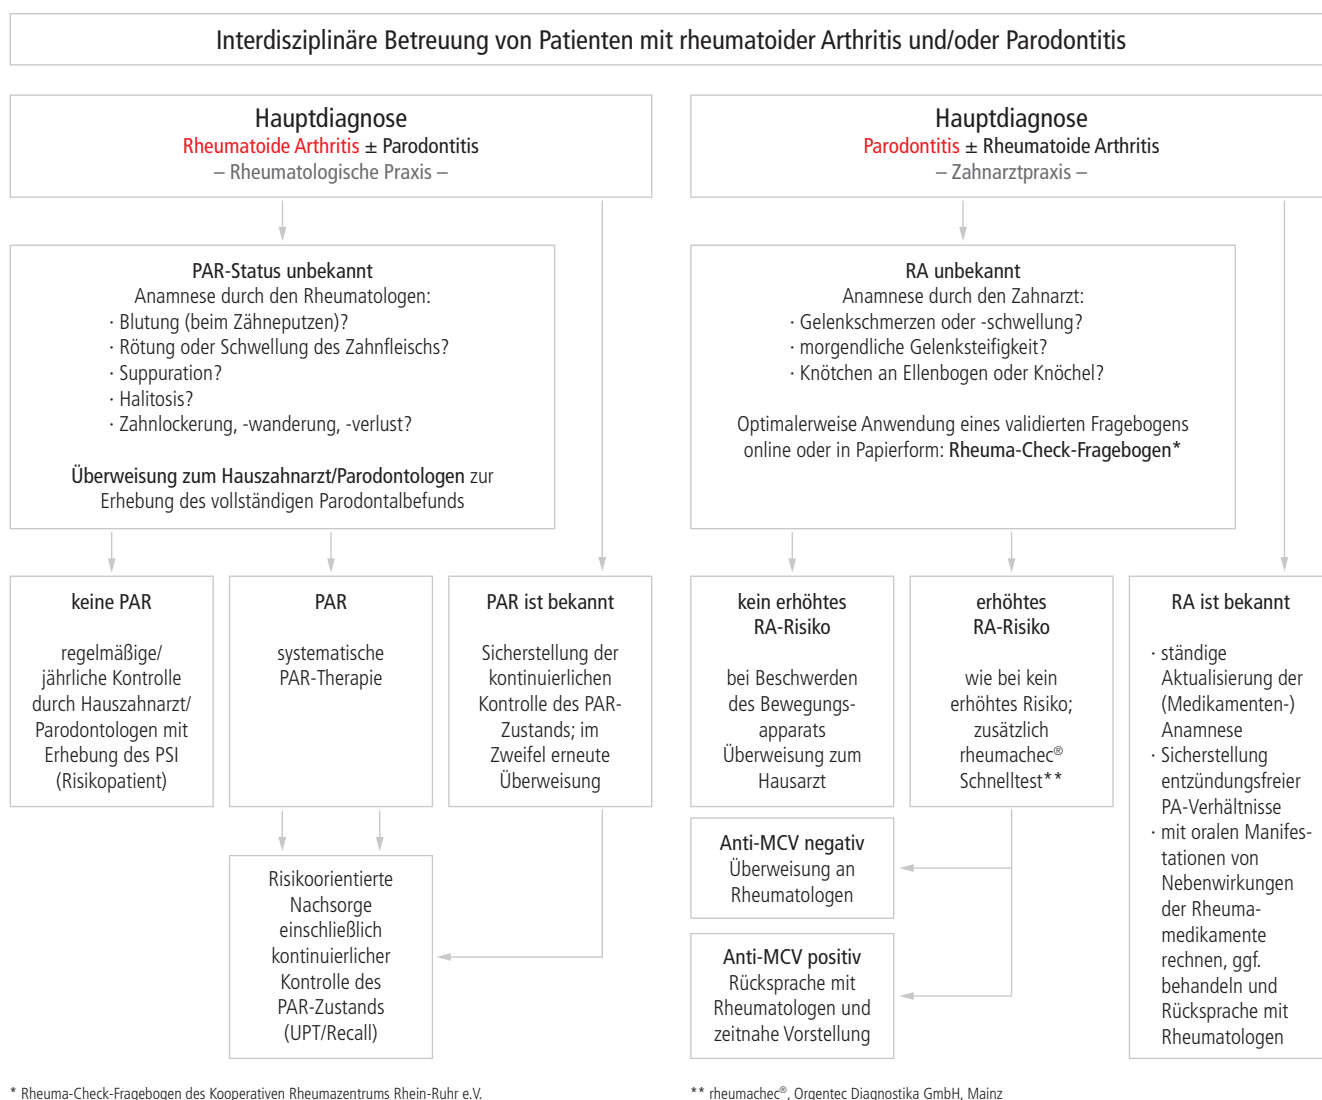 Interdisziplinäre Betreuung von Patienten mit rheumatoider Arthritis und/oder Parodontitis
Hauptdiagnose
Rheumatoide Arthritis ± Parodontitis
– Rheumatologische Praxis –
PAR-Status unbekannt
Anamnese durch den Rheumatologen:
· Blutung (beim Zähneputzen)?
· Rötung oder Schwellung des Zahnfleischs?
· Suppuration?
· Halitosis?
· Zahnlockerung, -wanderung, -verlust?
Überweisung zum Hauszahnarzt/Parodontologen zur
Erhebung des vollständigen Parodontalbefunds
keine PAR
regelmäßige/
jährliche Kontrolle
durch Hauszahnarzt/
Parodontologen mit
Erhebung des PSI
(Risikopatient)
PAR
systematische
PAR-Therapie
PAR ist bekannt
Sicherstellung der
kontinuierlichen
Kontrolle des PAR-
Zustands; im
Zweifel erneute
Überweisung
Risikoorientierte
Nachsorge
einschließlich
kontinuierlicher
Kontrolle des
PAR-Zustands
(UPT/Recall)
Hauptdiagnose
Parodontitis ± Rheumatoide Arthritis
– Zahnarztpraxis –
RA unbekannt
Anamnese durch den Zahnarzt:
· Gelenkschmerzen oder -schwellung?
· morgendliche Gelenksteifigkeit?
· Knötchen an Ellenbogen oder Knöchel?
Optimalerweise Anwendung eines validierten Fragebogens
online oder in Papierform: Rheuma-Check-Fragebogen*
kein erhöhtes
RA-Risiko
bei Beschwerden
des Bewegungs-
apparats
Überweisung zum
Hausarzt
erhöhtes
RA-Risiko
wie bei kein
erhöhtes Risiko;
zusätzlich
rheumachec®
Schnelltest**
Anti-MCV negativ
Überweisung an
Rheumatologen
Anti-MCV positiv
Rücksprache mit
Rheumatologen und
zeitnahe Vorstellung
RA ist bekannt
· ständige
Aktualisierung der
(Medikamenten-)
Anamnese
· Sicherstellung
entzündungsfreier
PA-Verhältnisse
· mit oralen Manifes-
tationen von
Nebenwirkungen
der Rheuma-
medikamente
rechnen, ggf.
behandeln und
Rücksprache mit
Rheumatologen
* Rheuma-Check-Fragebogen des Kooperativen Rheumazentrums Rhein-Ruhr e.V.
** rheumachec®, Orgentec Diagnostika GmbH, Mainz